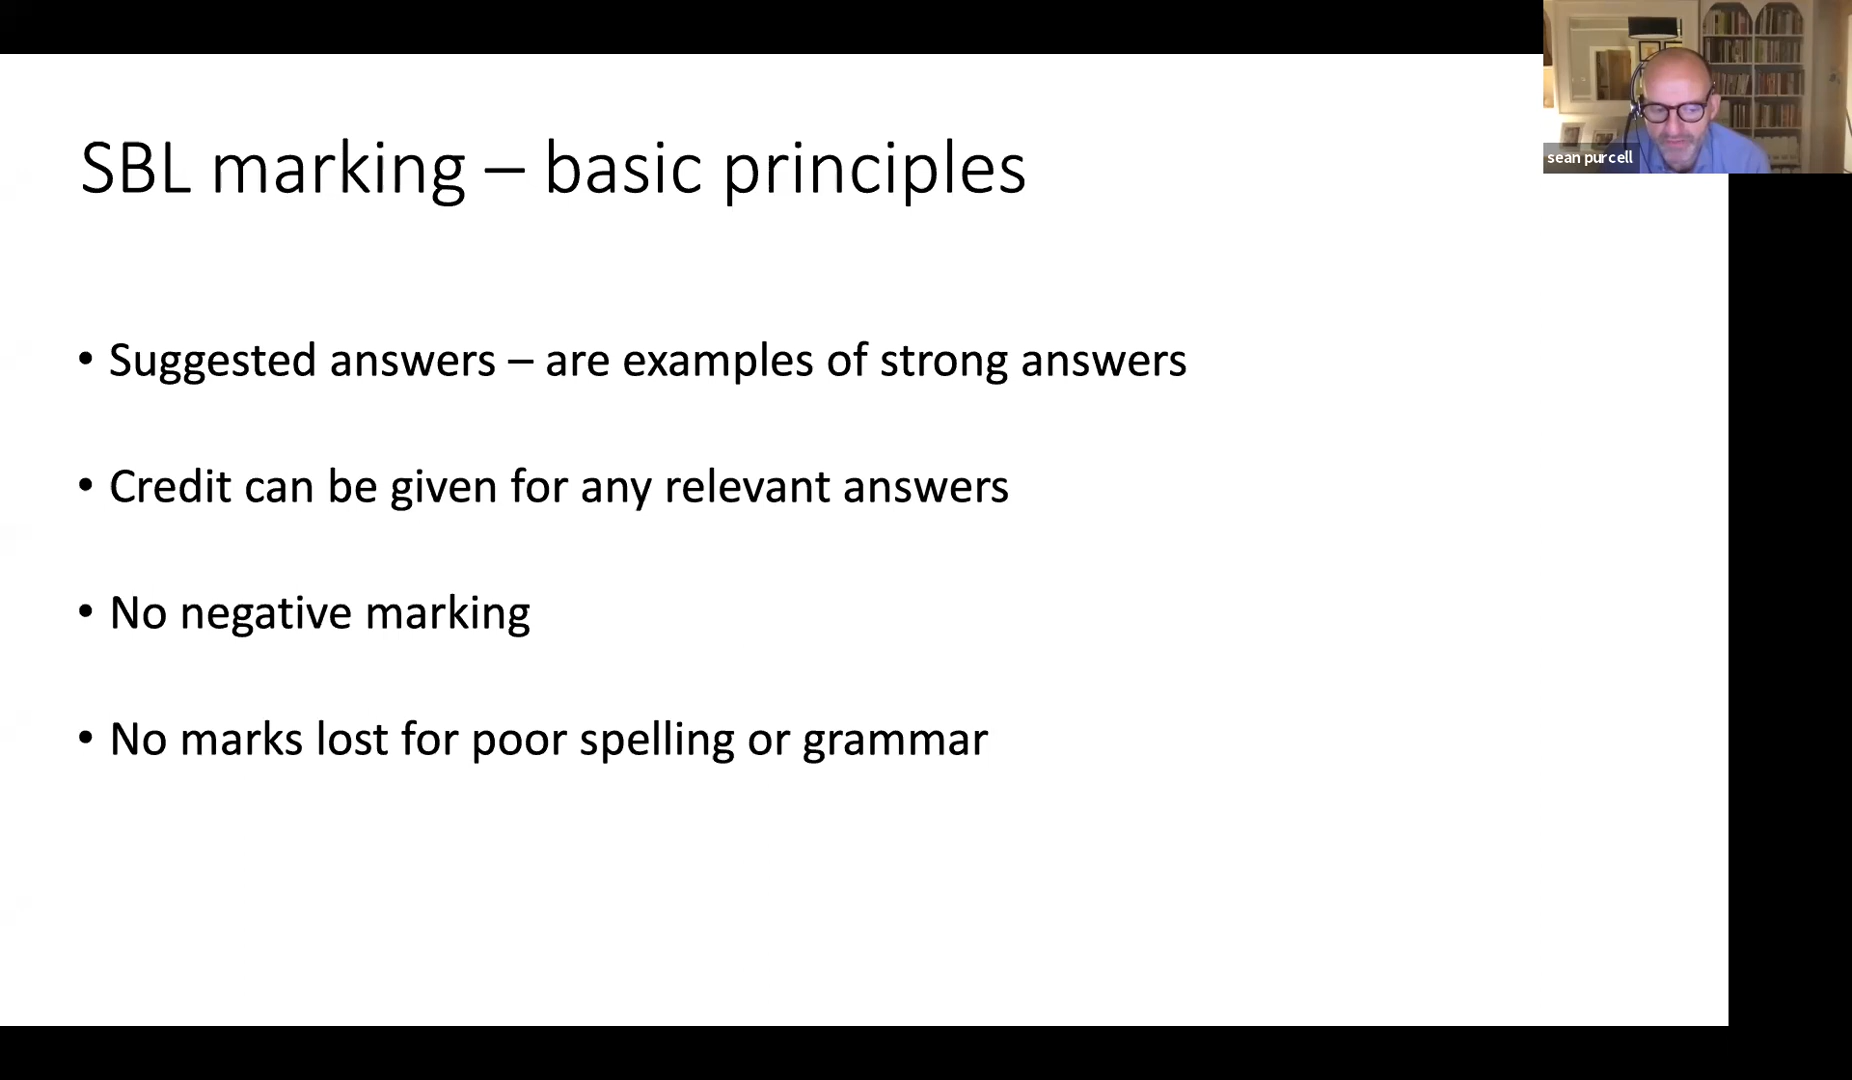 SBL marking – basic principles
• Suggested answers – are examples of strong answers
• Credit can be given for any relevant answers
• No negative marking
• No marks lost for poor spelling or grammar
sean purcell